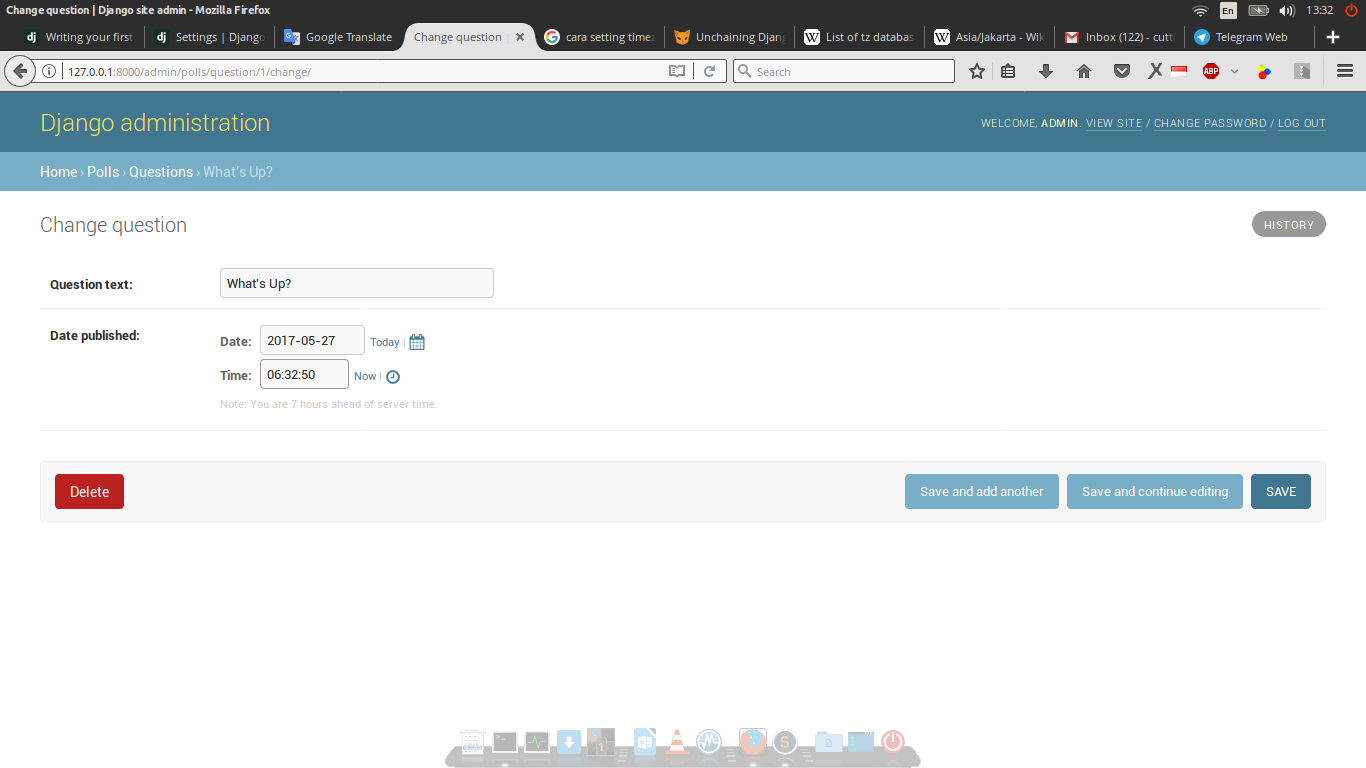 Change question | Django site admin - Mozilla Firefox
En
13:32
dj Writing your first
dj Settings | Django
Google Translate
Change question
cara setting timez
Unchaining Djan
W List of tz databas
W Asia/Jakarta - Wik
Inbox (122) - cutt
Telegram Web
127.0.0.1:8000/admin/polls/question/1/change/
Search
ABP
Django administration
WELCOME, ADMIN. VIEW SITE / CHANGE PASSWORD / LOG OUT
Home › Polls › Questions › What's Up?
Change question
HISTORY
Question text:
What's Up?
Date published:
Date: 2017-05-27 Today |
Time: 06:32:50 Now |
Note: You are 7 hours ahead of server time.
Delete
Save and add another
Save and continue editing
SAVE
1
S